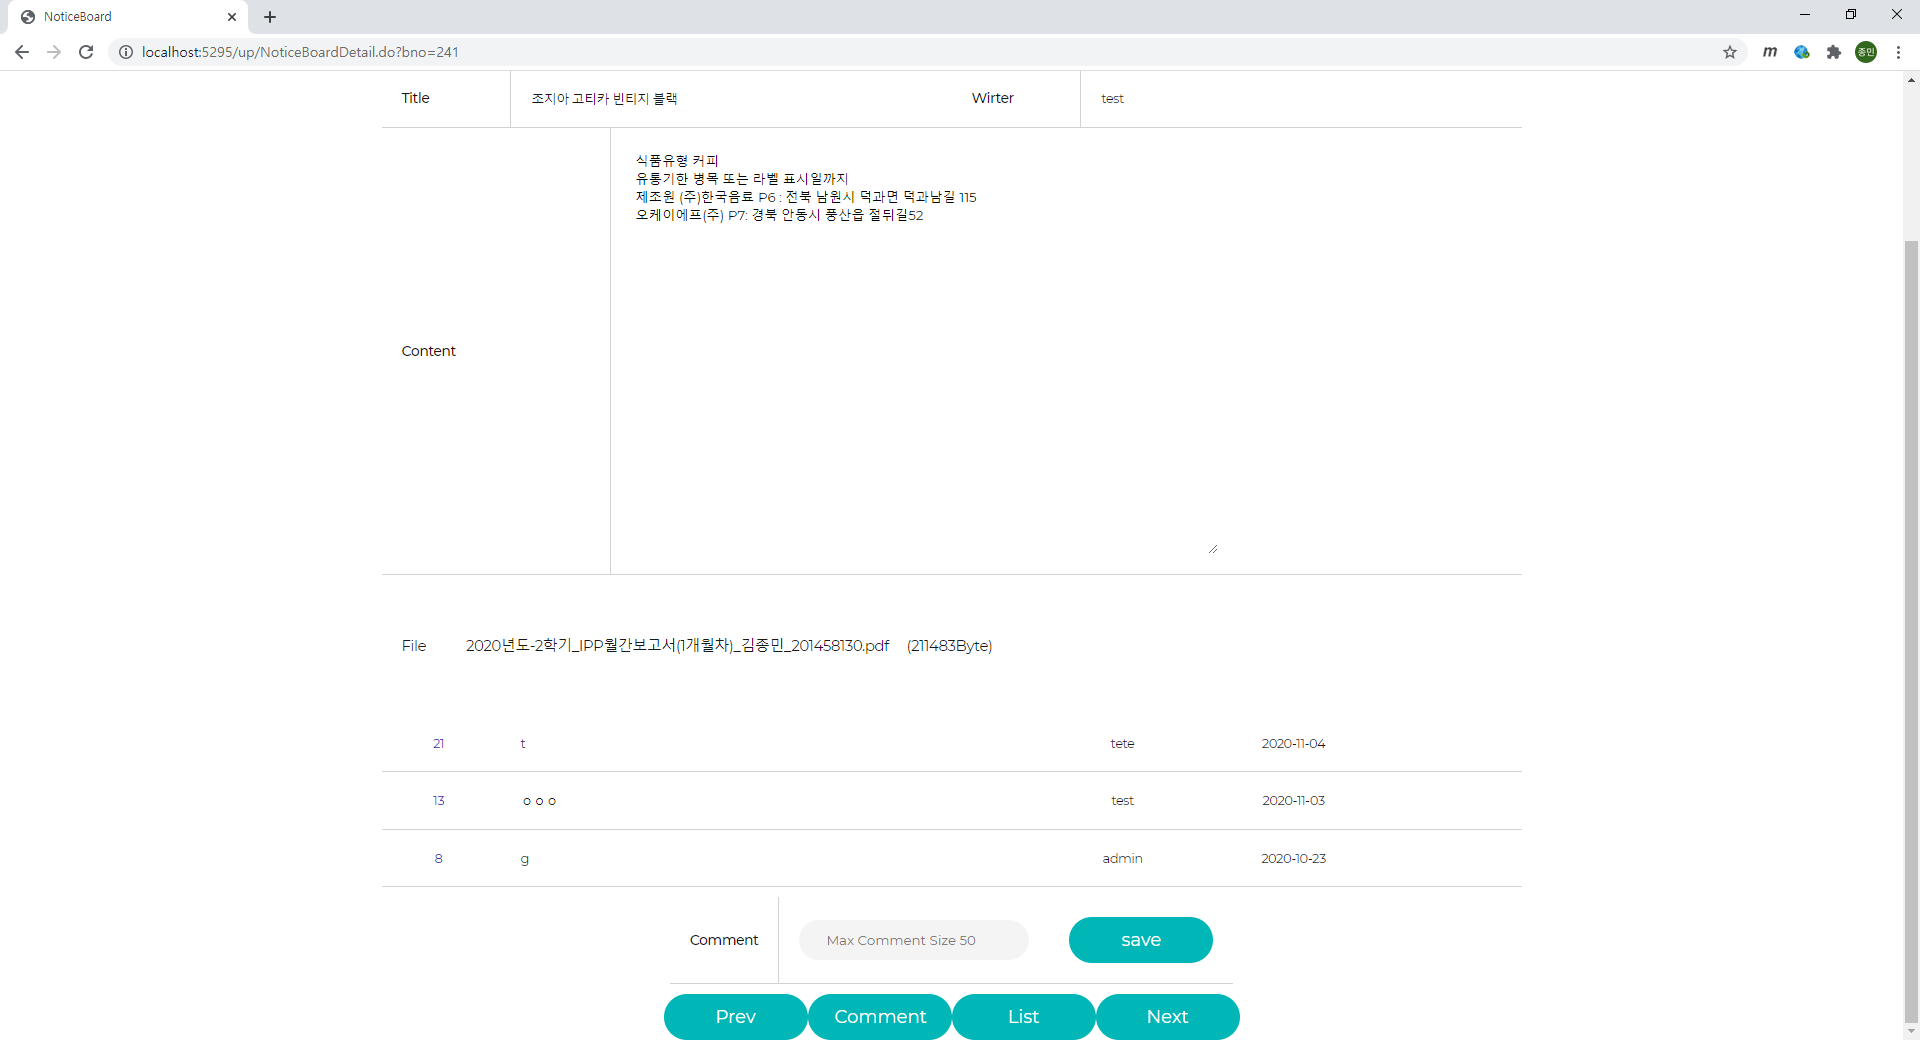 NoticeBoard
localhost:5295/up/NoticeBoardDetail.do?bno=241
m
종민
Title 조지아 고티카 빈티지 블랙 Wirter test
식품유형 커피
유통기한 병목 또는 라벨 표시일까지
제조원 (주)한국음료 P6 : 전북 남원시 덕과면 덕과남길 115
오케이에프(주) P7: 경북 안동시 풍산읍 절뒤길52
Content
File 2020년도-2학기_IPP월간보고서(1개월차)_김종민_201458130.pdf (211483Byte)
21 t tete 2020-11-04
13 ㅇㅇㅇ test 2020-11-03
8 g admin 2020-10-23
Comment Max Comment Size 50 save
Prev Comment List Next